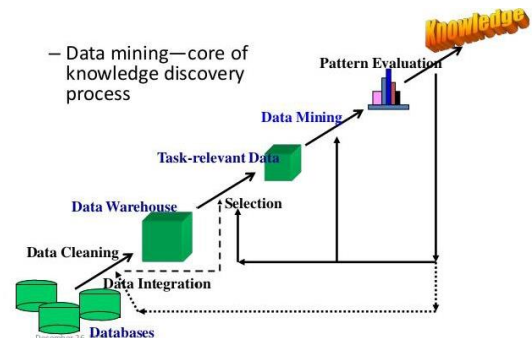 Knowledge
– Data mining—core of
knowledge discovery
process
Pattern Evaluation
Data Mining
Task-relevant Data
Data Warehouse
Selection
Data Cleaning
Data Integration
Databases